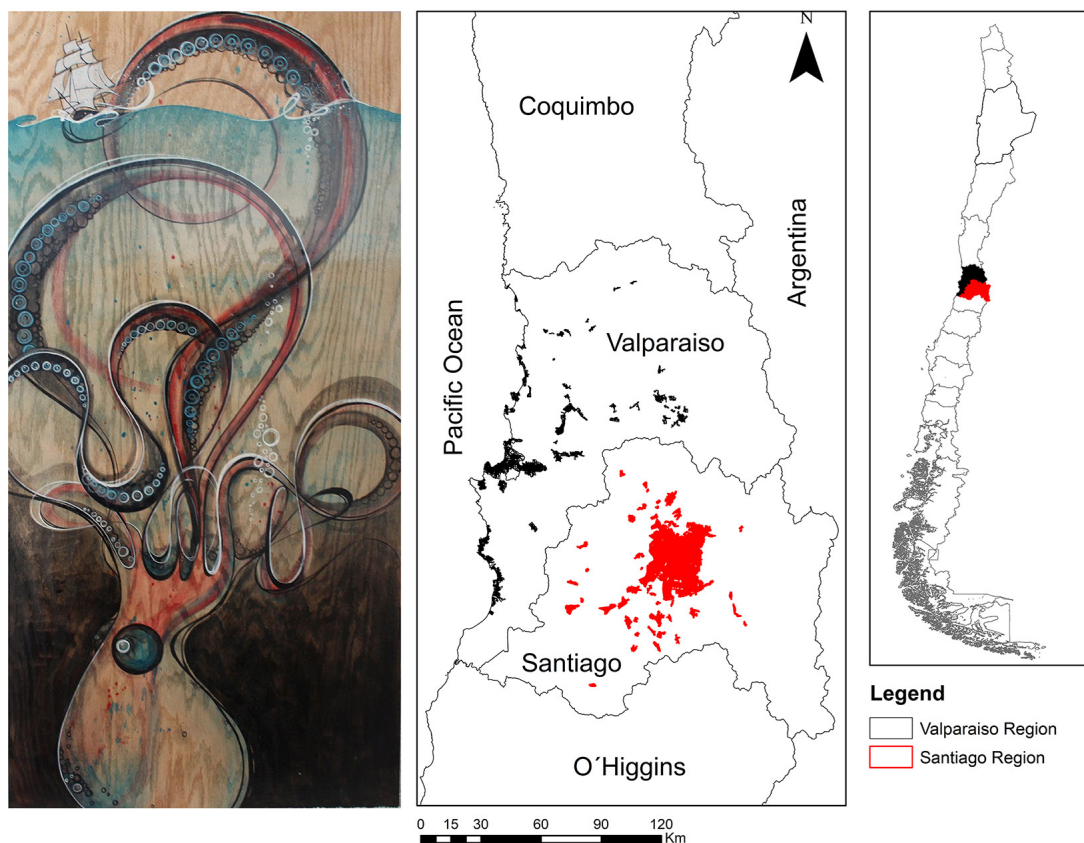 N
Coquimbo
Argentina
Valparaiso
Pacific Ocean
Santiago
O´Higgins
0 15 30 60 90 120
Km
Legend
Valparaiso Region
Santiago Region